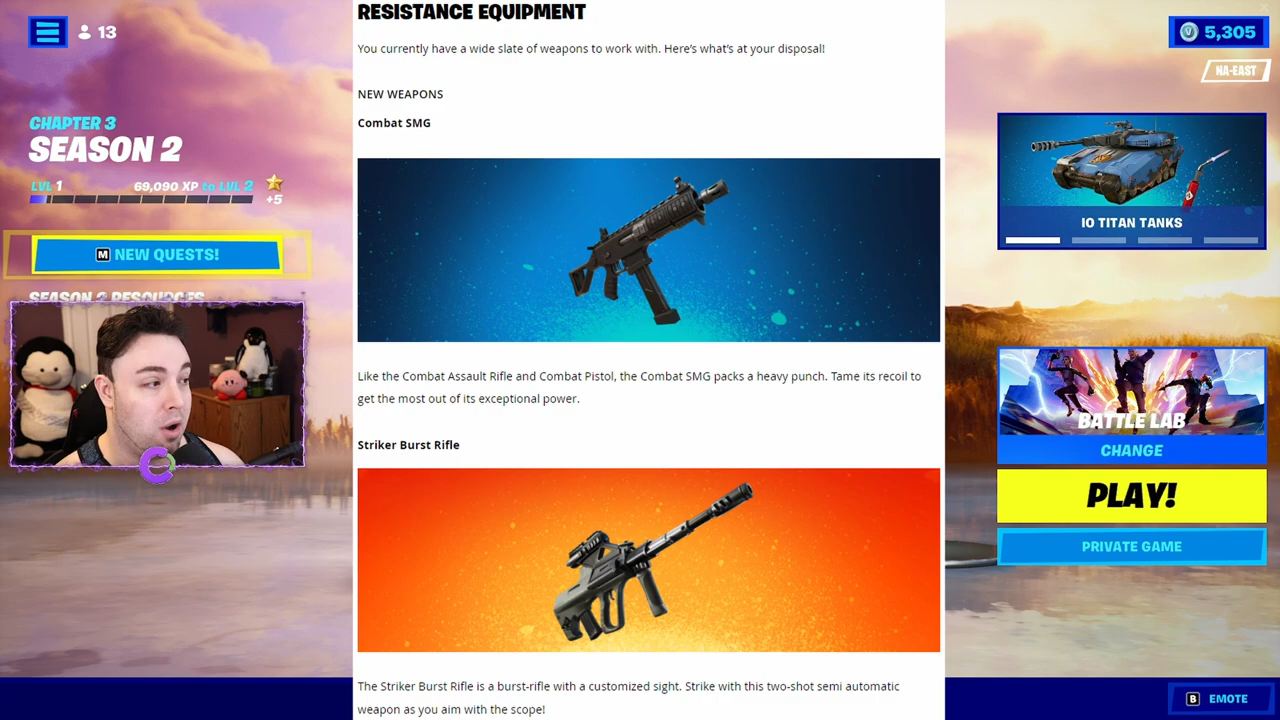 13
CHAPTER 3
SEASON 2
LVL 1 69,090 XP to LVL 2
+5
M NEW QUESTS!
SEASON 2 RESOURCES
RESISTANCE EQUIPMENT
You currently have a wide slate of weapons to work with. Here's what's at your disposal!
NEW WEAPONS
Combat SMG
Like the Combat Assault Rifle and Combat Pistol, the Combat SMG packs a heavy punch. Tame its recoil to
get the most out of its exceptional power.
Striker Burst Rifle
The Striker Burst Rifle is a burst-rifle with a customized sight. Strike with this two-shot semi automatic
weapon as you aim with the scope!
V 5,305
NA-EAST
IO TITAN TANKS
BATTLE LAB
CHANGE
PLAY!
PRIVATE GAME
B EMOTE